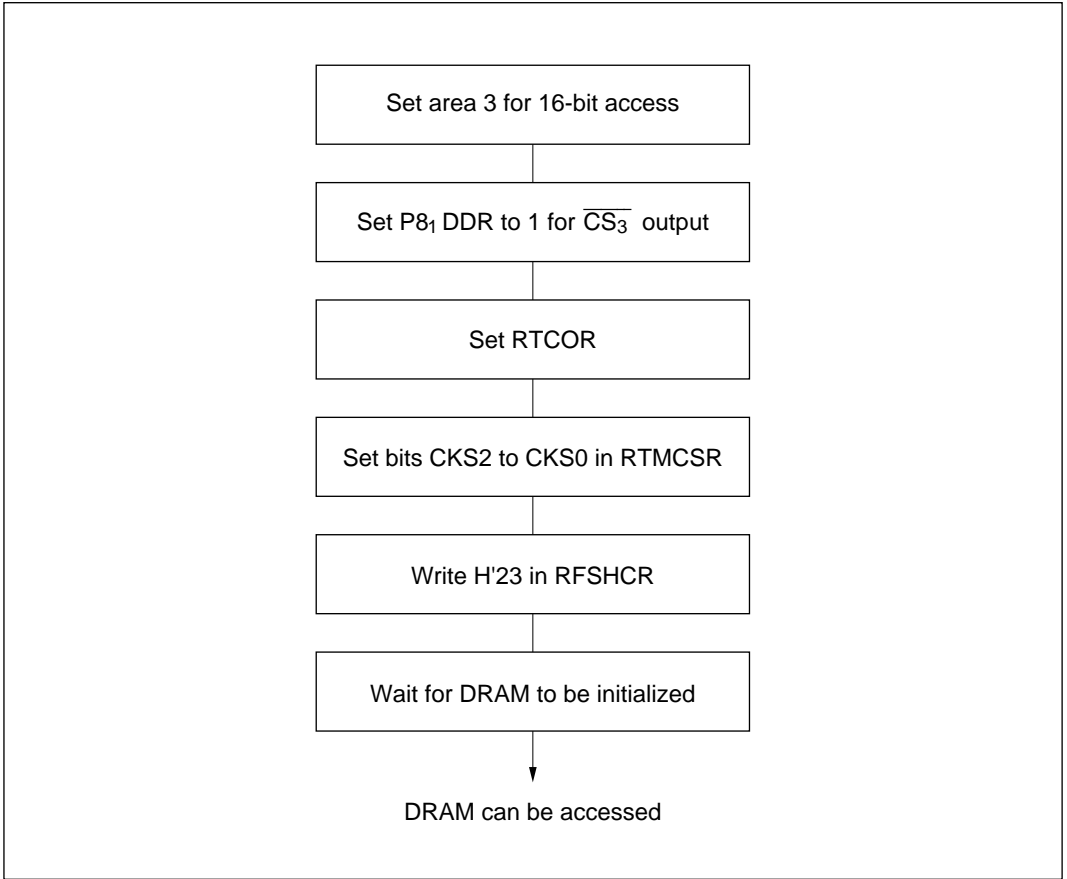 Set area 3 for 16-bit access
Set P8₁ DDR to 1 for C̅S̅₃̅ output
Set RTCOR
Set bits CKS2 to CKS0 in RTMCSR
Write H'23 in RFSHCR
Wait for DRAM to be initialized
DRAM can be accessed